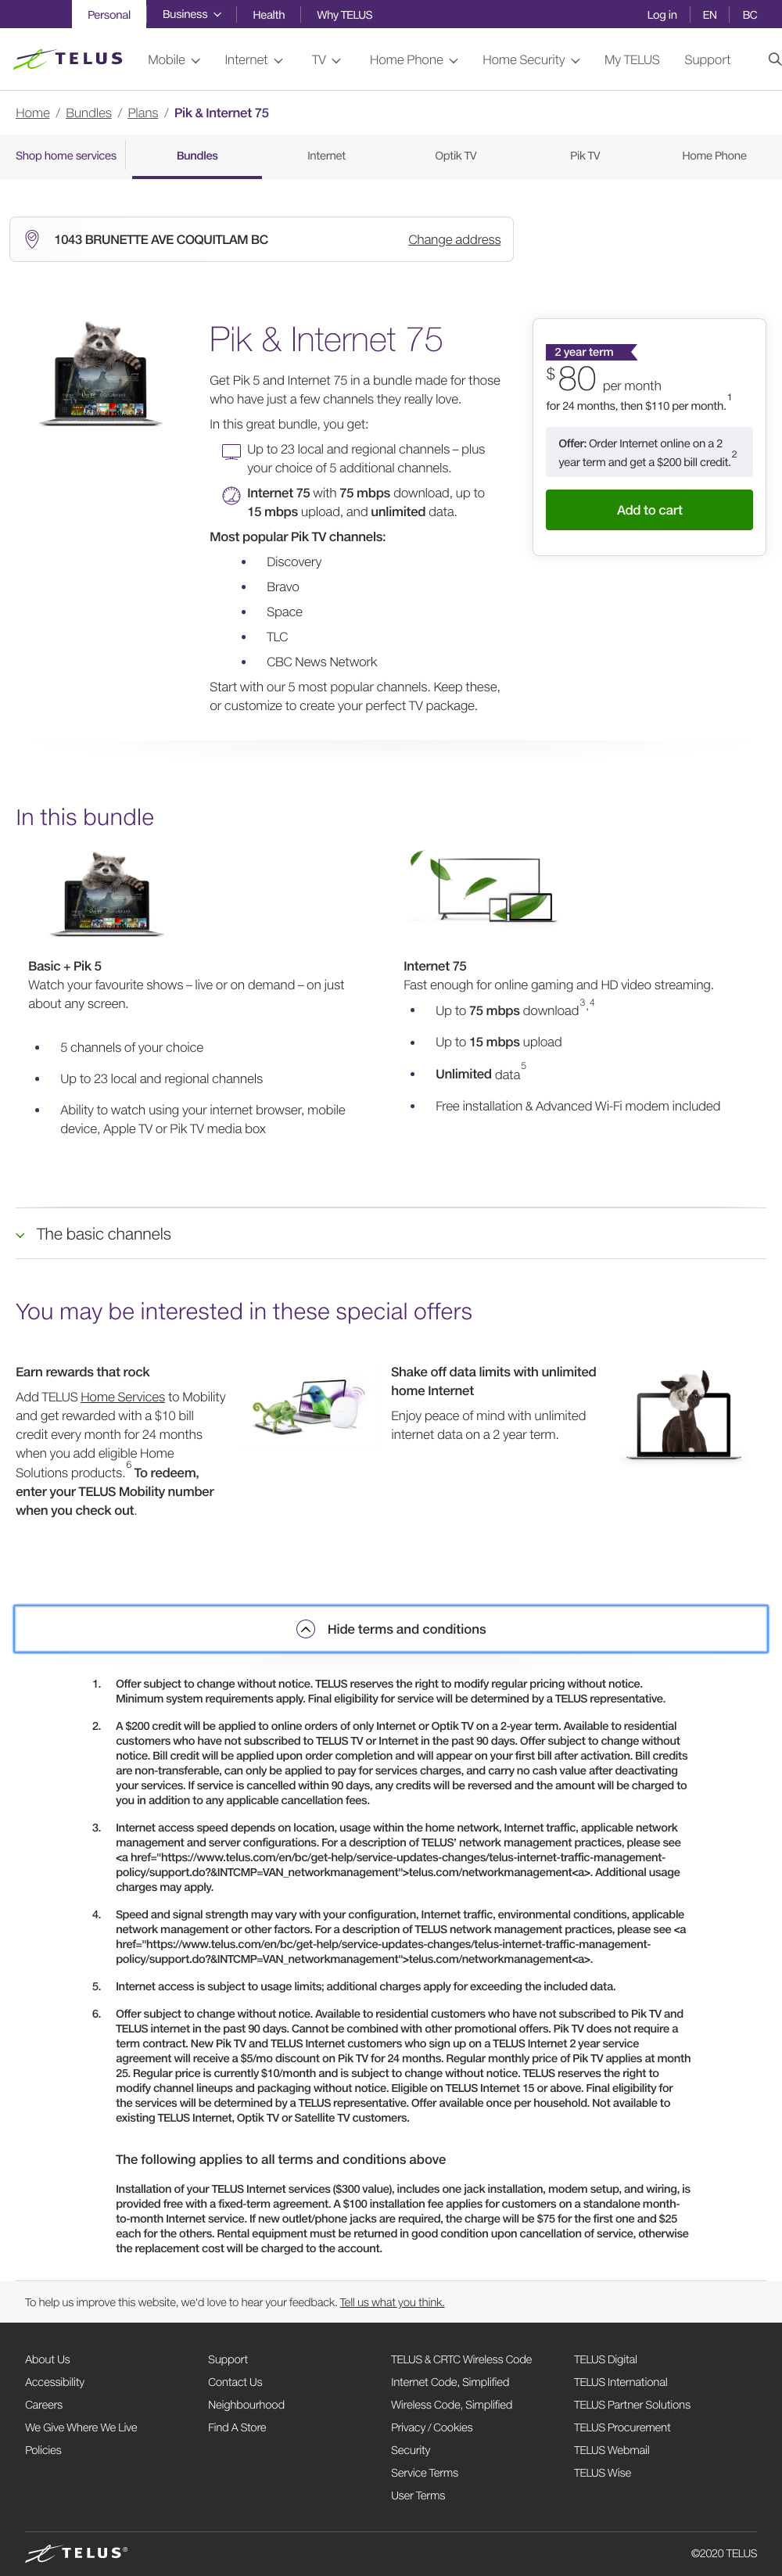 Personal Business Health Why TELUS Log in EN BC
TELUS Mobile Internet TV Home Phone Home Security My TELUS Support
Home / Bundles / Plans / Pik & Internet 75
Shop home services Bundles Internet Optik TV Pik TV Home Phone
1043 BRUNETTE AVE COQUITLAM BC Change address
Pik & Internet 75
Get Pik 5 and Internet 75 in a bundle made for those
who have just a few channels they really love.
In this great bundle, you get:
Up to 23 local and regional channels – plus
your choice of 5 additional channels.
Internet 75 with 75 mbps download, up to
15 mbps upload, and unlimited data.
Most popular Pik TV channels:
• Discovery
• Bravo
• Space
• TLC
• CBC News Network
Start with our 5 most popular channels. Keep these,
or customize to create your perfect TV package.
2 year term
$80 per month
for 24 months, then $110 per month.1
Offer: Order Internet online on a 2
year term and get a $200 bill credit.2
Add to cart
In this bundle
Basic + Pik 5
Watch your favourite shows – live or on demand – on just
about any screen.
• 5 channels of your choice
• Up to 23 local and regional channels
• Ability to watch using your internet browser, mobile
device, Apple TV or Pik TV media box
Internet 75
Fast enough for online gaming and HD video streaming.
• Up to 75 mbps download3,4
• Up to 15 mbps upload
• Unlimited data5
• Free installation & Advanced Wi-Fi modem included
The basic channels
You may be interested in these special offers
Earn rewards that rock
Add TELUS Home Services to Mobility
and get rewarded with a $10 bill
credit every month for 24 months
when you add eligible Home
Solutions products.6 To redeem,
enter your TELUS Mobility number
when you check out.
Shake off data limits with unlimited
home Internet
Enjoy peace of mind with unlimited
internet data on a 2 year term.
Hide terms and conditions
1. Offer subject to change without notice. TELUS reserves the right to modify regular pricing without notice.
Minimum system requirements apply. Final eligibility for service will be determined by a TELUS representative.
2. A $200 credit will be applied to online orders of only Internet or Optik TV on a 2-year term. Available to residential
customers who have not subscribed to TELUS TV or Internet in the past 90 days. Offer subject to change without
notice. Bill credit will be applied upon order completion and will appear on your first bill after activation. Bill credits
are non-transferable, can only be applied to pay for services charges, and carry no cash value after deactivating
your services. If service is cancelled within 90 days, any credits will be reversed and the amount will be charged to
you in addition to any applicable cancellation fees.
3. Internet access speed depends on location, usage within the home network, Internet traffic, applicable network
management and server configurations. For a description of TELUS' network management practices, please see
<a href="https://www.telus.com/en/bc/get-help/service-updates-changes/telus-internet-traffic-management-
policy/support.do?&INTCMP=VAN_networkmanagement">telus.com/networkmanagement<a>. Additional usage
charges may apply.
4. Speed and signal strength may vary with your configuration, Internet traffic, environmental conditions, applicable
network management or other factors. For a description of TELUS network management practices, please see <a
href="https://www.telus.com/en/bc/get-help/service-updates-changes/telus-internet-traffic-management-
policy/support.do?&INTCMP=VAN_networkmanagement">telus.com/networkmanagement<a>.
5. Internet access is subject to usage limits; additional charges apply for exceeding the included data.
6. Offer subject to change without notice. Available to residential customers who have not subscribed to Pik TV and
TELUS internet in the past 90 days. Cannot be combined with other promotional offers. Pik TV does not require a
term contract. New Pik TV and TELUS Internet customers who sign up on a TELUS Internet 2 year service
agreement will receive a $5/mo discount on Pik TV for 24 months. Regular monthly price of Pik TV applies at month
25. Regular price is currently $10/month and is subject to change without notice. TELUS reserves the right to
modify channel lineups and packaging without notice. Eligible on TELUS Internet 15 or above. Final eligibility for
the services will be determined by a TELUS representative. Offer available once per household. Not available to
existing TELUS Internet, Optik TV or Satellite TV customers.
The following applies to all terms and conditions above
Installation of your TELUS Internet services ($300 value), includes one jack installation, modem setup, and wiring, is
provided free with a fixed-term agreement. A $100 installation fee applies for customers on a standalone month-
to-month Internet service. If new outlet/phone jacks are required, the charge will be $75 for the first one and $25
each for the others. Rental equipment must be returned in good condition upon cancellation of service, otherwise
the replacement cost will be charged to the account.
To help us improve this website, we'd love to hear your feedback. Tell us what you think.
About Us Support TELUS & CRTC Wireless Code TELUS Digital
Accessibility Contact Us Internet Code, Simplified TELUS International
Careers Neighbourhood Wireless Code, Simplified TELUS Partner Solutions
We Give Where We Live Find A Store Privacy / Cookies TELUS Procurement
Policies Security TELUS Webmail
Service Terms TELUS Wise
User Terms
TELUS® ©2020 TELUS